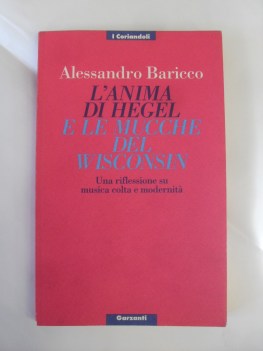 I Coriandoli
Alessandro Baricco
L'ANIMA
DI HEGEL
E LE MUCCHE
DEL
WISCONSIN
Una riflessione su
musica colta e modernità
Garzanti